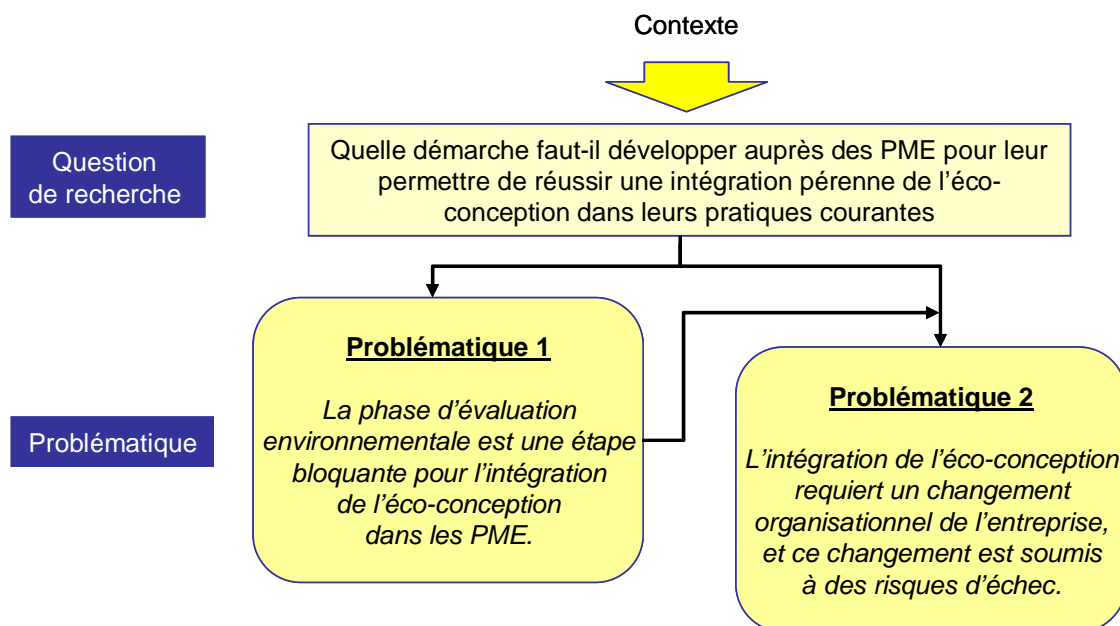 Contexte
Question
de recherche
Quelle démarche faut-il développer auprès des PME pour leur
permettre de réussir une intégration pérenne de l’éco-
conception dans leurs pratiques courantes
Problématique
Problématique 1
La phase d’évaluation
environnementale est une étape
bloquante pour l’intégration
de l’éco-conception
dans les PME.
Problématique 2
L’intégration de l’éco-conception
requiert un changement
organisationnel de l’entreprise,
et ce changement est soumis
à des risques d’échec.